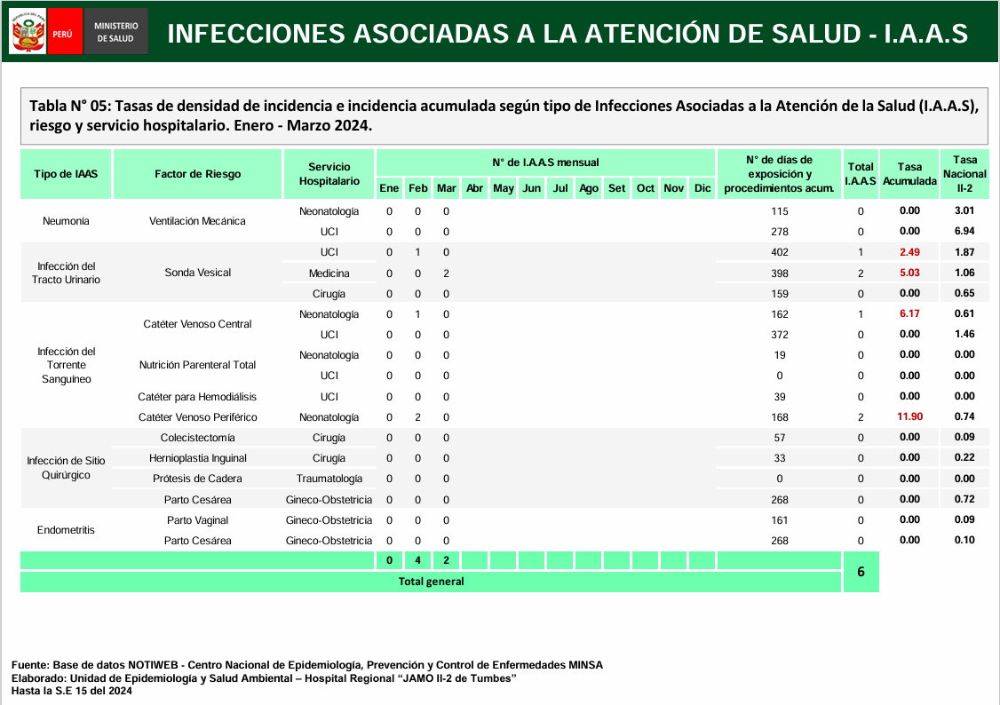 PERÚ
MINISTERIO
DE SALUD
INFECCIONES ASOCIADAS A LA ATENCIÓN DE SALUD - I.A.A.S
Tabla N° 05: Tasas de densidad de incidencia e incidencia acumulada según tipo de Infecciones Asociadas a la Atención de la Salud (I.A.A.S),
riesgo y servicio hospitalario. Enero - Marzo 2024.
Tipo de IAAS Factor de Riesgo Servicio Hospitalario N° de I.A.A.S mensual N° de días de exposición y procedimientos acum. Total I.A.A.S Tasa Acumulada Tasa Nacional II-2
Ene Feb Mar Abr May Jun Jul Ago Set Oct Nov Dic
Neumonía Ventilación Mecánica Neonatología 0 0 0 115 0 0.00 3.01
UCI 0 0 0 278 0 0.00 6.94
Infección del Tracto Urinario Sonda Vesical UCI 0 1 0 402 1 2.49 1.87
Medicina 0 0 2 398 2 5.03 1.06
Cirugía 0 0 0 159 0 0.00 0.65
Infección del Torrente Sanguíneo Catéter Venoso Central Neonatología 0 1 0 162 1 6.17 0.61
UCI 0 0 0 372 0 0.00 1.46
Nutrición Parenteral Total Neonatología 0 0 0 19 0 0.00 0.00
UCI 0 0 0 0 0 0.00 0.00
Catéter para Hemodiálisis UCI 0 0 0 39 0 0.00 0.00
Catéter Venoso Periférico Neonatología 0 2 0 168 2 11.90 0.74
Infección de Sitio Quirúrgico Colecistectomía Cirugía 0 0 0 57 0 0.00 0.09
Hernioplastia Inguinal Cirugía 0 0 0 33 0 0.00 0.22
Prótesis de Cadera Traumatología 0 0 0 0 0 0.00 0.00
Parto Cesárea Gineco-Obstetricia 0 0 0 268 0 0.00 0.72
Endometritis Parto Vaginal Gineco-Obstetricia 0 0 0 161 0 0.00 0.09
Parto Cesárea Gineco-Obstetricia 0 0 0 268 0 0.00 0.10
0 4 2 6
Total general
Fuente: Base de datos NOTIWEB - Centro Nacional de Epidemiología, Prevención y Control de Enfermedades MINSA
Elaborado: Unidad de Epidemiología y Salud Ambiental – Hospital Regional “JAMO II-2 de Tumbes”
Hasta la S.E 15 del 2024